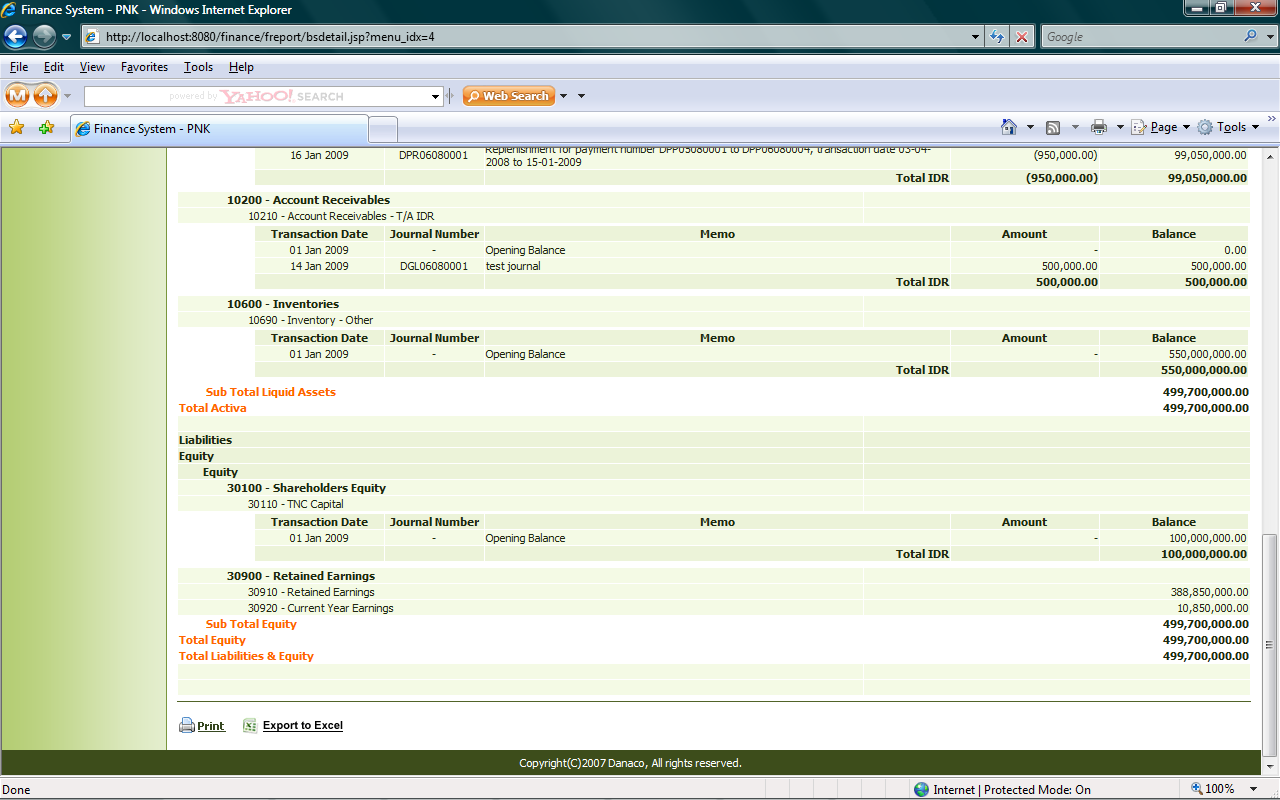 Finance System - PNK - Windows Internet Explorer
http://localhost:8080/finance/freport/bsdetail.jsp?menu_idx=4
Google
File Edit View Favorites Tools Help
M powered by YAHOO! SEARCH Web Search
Finance System - PNK Page Tools
Replenishment for payment number DPP05080001 to DPP06080004, transaction date 03-04-
16 Jan 2009 DPR06080001 2008 to 15-01-2009 (950,000.00) 99,050,000.00
Total IDR (950,000.00) 99,050,000.00
10200 - Account Receivables
10210 - Account Receivables - T/A IDR
Transaction Date Journal Number Memo Amount Balance
01 Jan 2009 - Opening Balance - 0.00
14 Jan 2009 DGL06080001 test journal 500,000.00 500,000.00
Total IDR 500,000.00 500,000.00
10600 - Inventories
10690 - Inventory - Other
Transaction Date Journal Number Memo Amount Balance
01 Jan 2009 - Opening Balance - 550,000,000.00
Total IDR 550,000,000.00
Sub Total Liquid Assets 499,700,000.00
Total Activa 499,700,000.00
Liabilities
Equity
Equity
30100 - Shareholders Equity
30110 - TNC Capital
Transaction Date Journal Number Memo Amount Balance
01 Jan 2009 - Opening Balance - 100,000,000.00
Total IDR 100,000,000.00
30900 - Retained Earnings
30910 - Retained Earnings 388,850,000.00
30920 - Current Year Earnings 10,850,000.00
Sub Total Equity 499,700,000.00
Total Equity 499,700,000.00
Total Liabilities & Equity 499,700,000.00
Print Export to Excel
Copyright(C)2007 Danaco, All rights reserved.
Done Internet | Protected Mode: On 100%